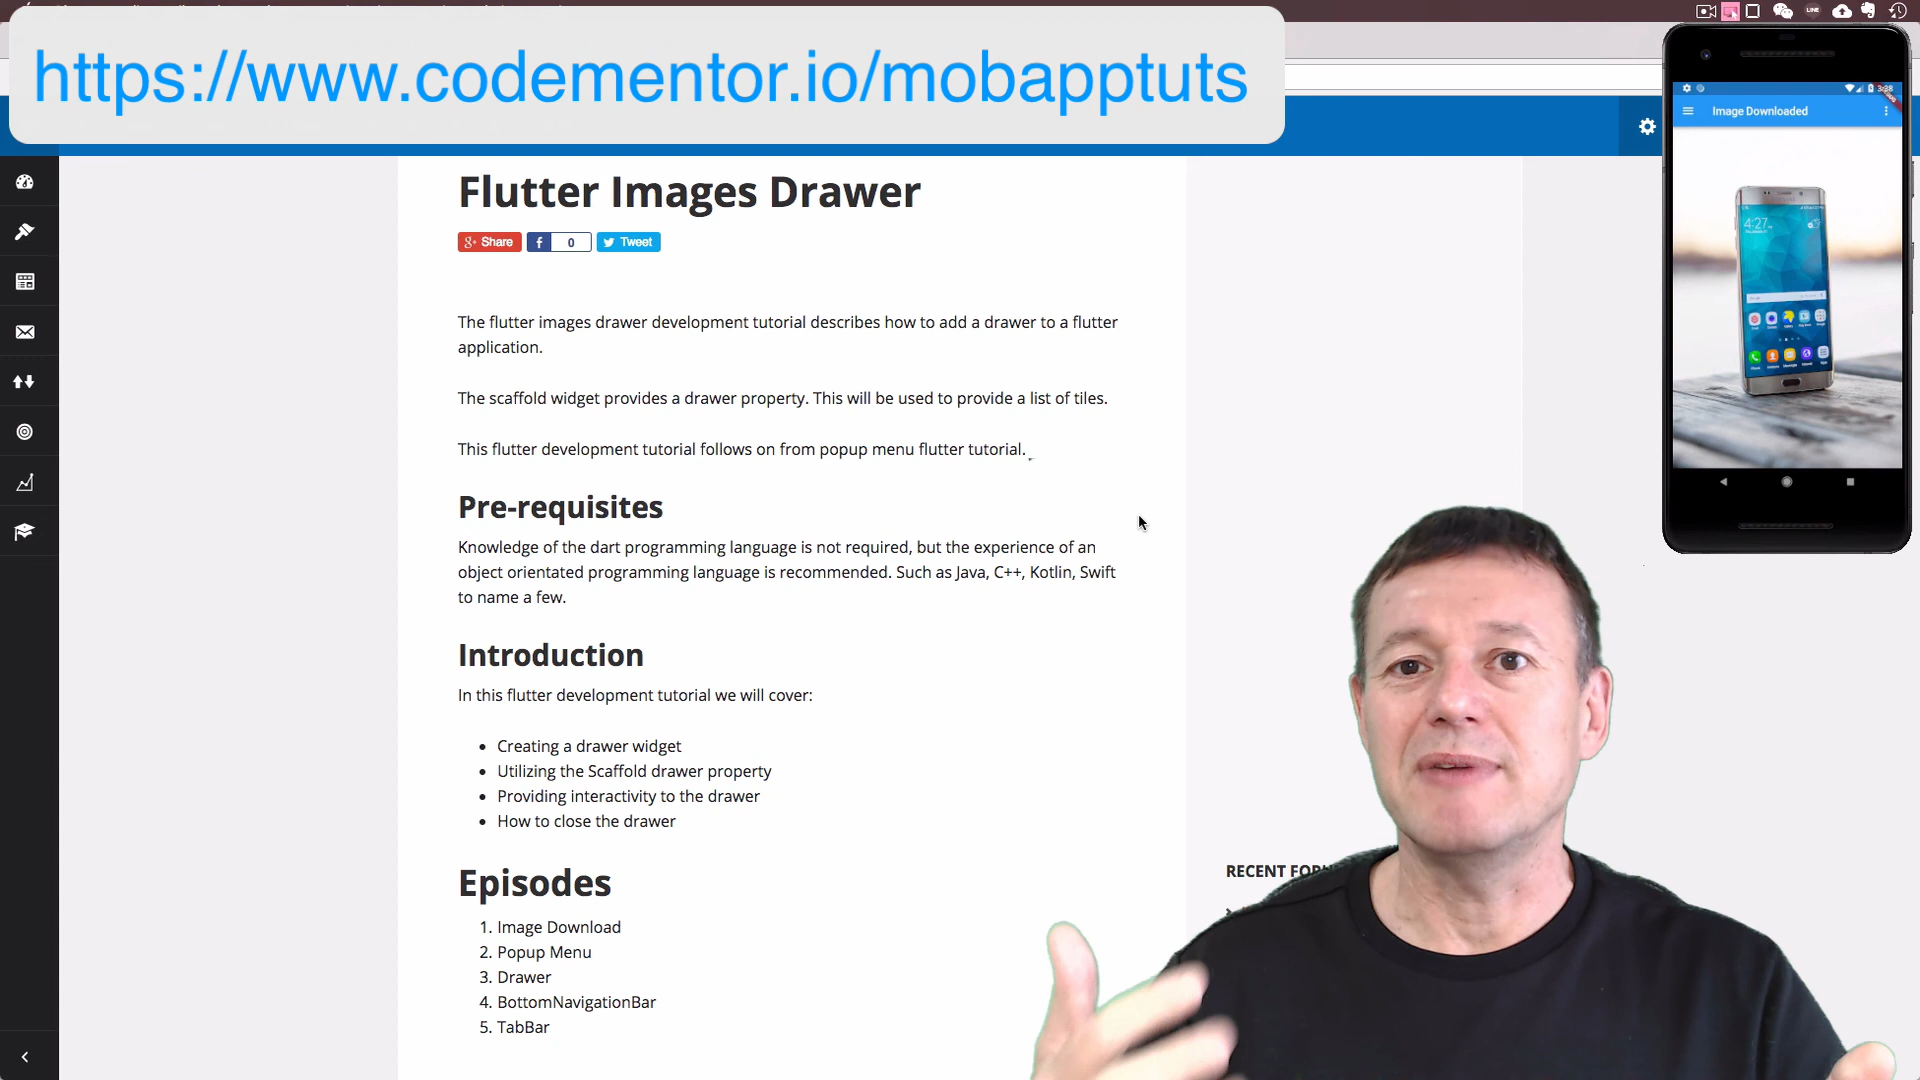 https://www.codementor.io/mobapptuts
LINE
3:38
Image Downloaded
4:27
Flutter Images Drawer
G+ Share
f 0
Tweet
The flutter images drawer development tutorial describes how to add a drawer to a flutter
application.
The scaffold widget provides a drawer property. This will be used to provide a list of tiles.
This flutter development tutorial follows on from popup menu flutter tutorial.
Pre-requisites
Knowledge of the dart programming language is not required, but the experience of an
object orientated programming language is recommended. Such as Java, C++, Kotlin, Swift
to name a few.
Introduction
In this flutter development tutorial we will cover:
• Creating a drawer widget
• Utilizing the Scaffold drawer property
• Providing interactivity to the drawer
• How to close the drawer
RECENT FOR
Episodes
1. Image Download
2. Popup Menu
3. Drawer
4. BottomNavigationBar
5. TabBar